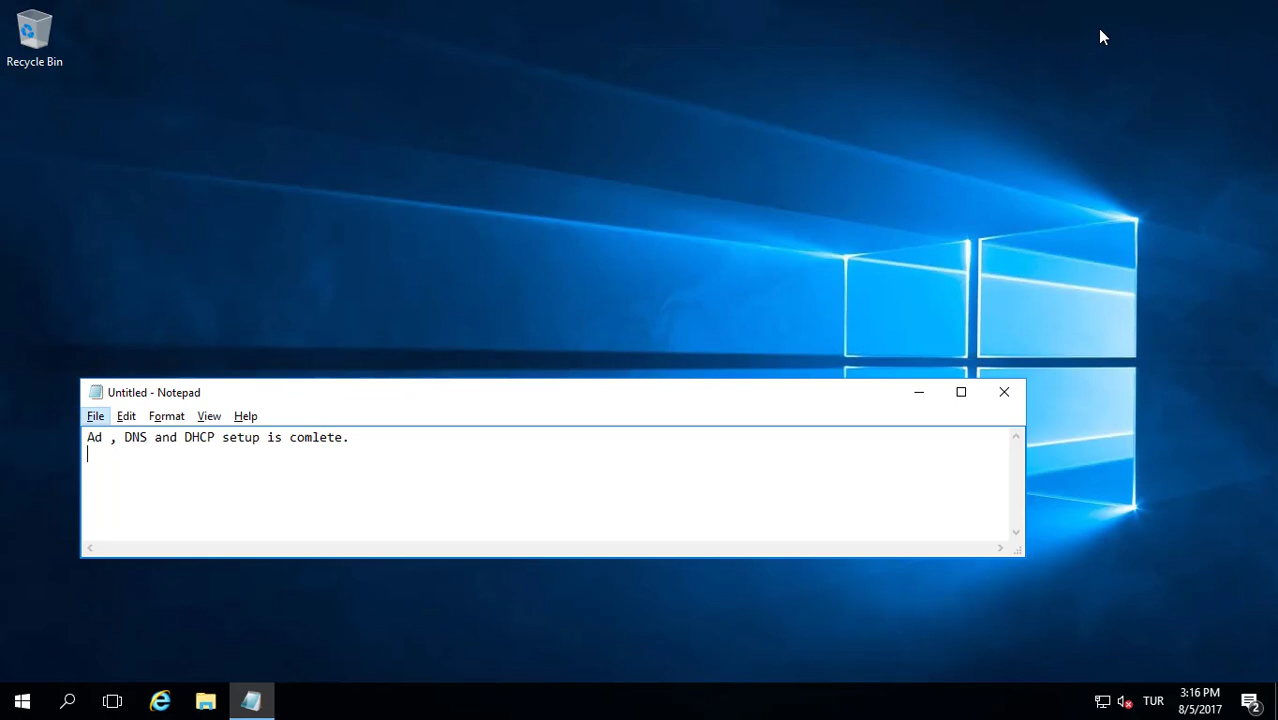 Recycle Bin
Untitled - Notepad
File Edit Format View Help
Ad , DNS and DHCP setup is comlete.
TUR
3:16 PM
8/5/2017
2